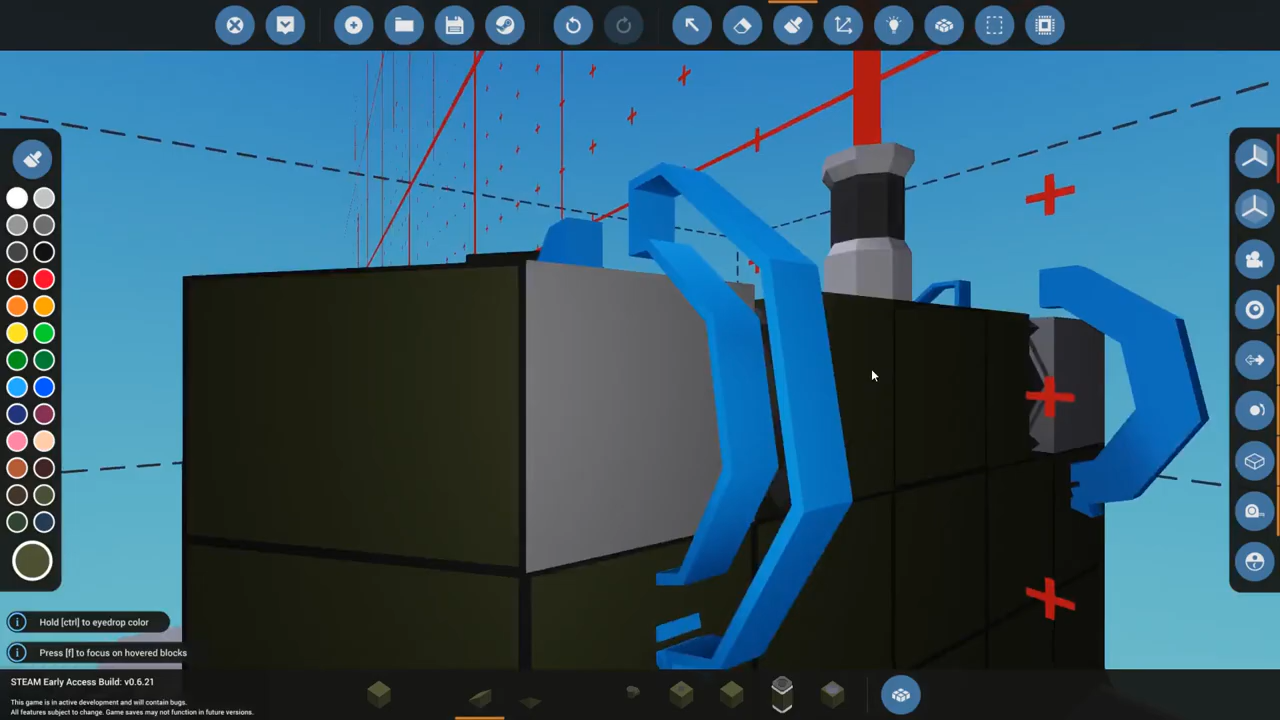 Hold [ctrl] to eyedrop color
Press [f] to focus on hovered blocks
STEAM Early Access Build: v0.6.21
This game is in active development and will contain bugs.
All features subject to change. Game saves may not function in future versions.